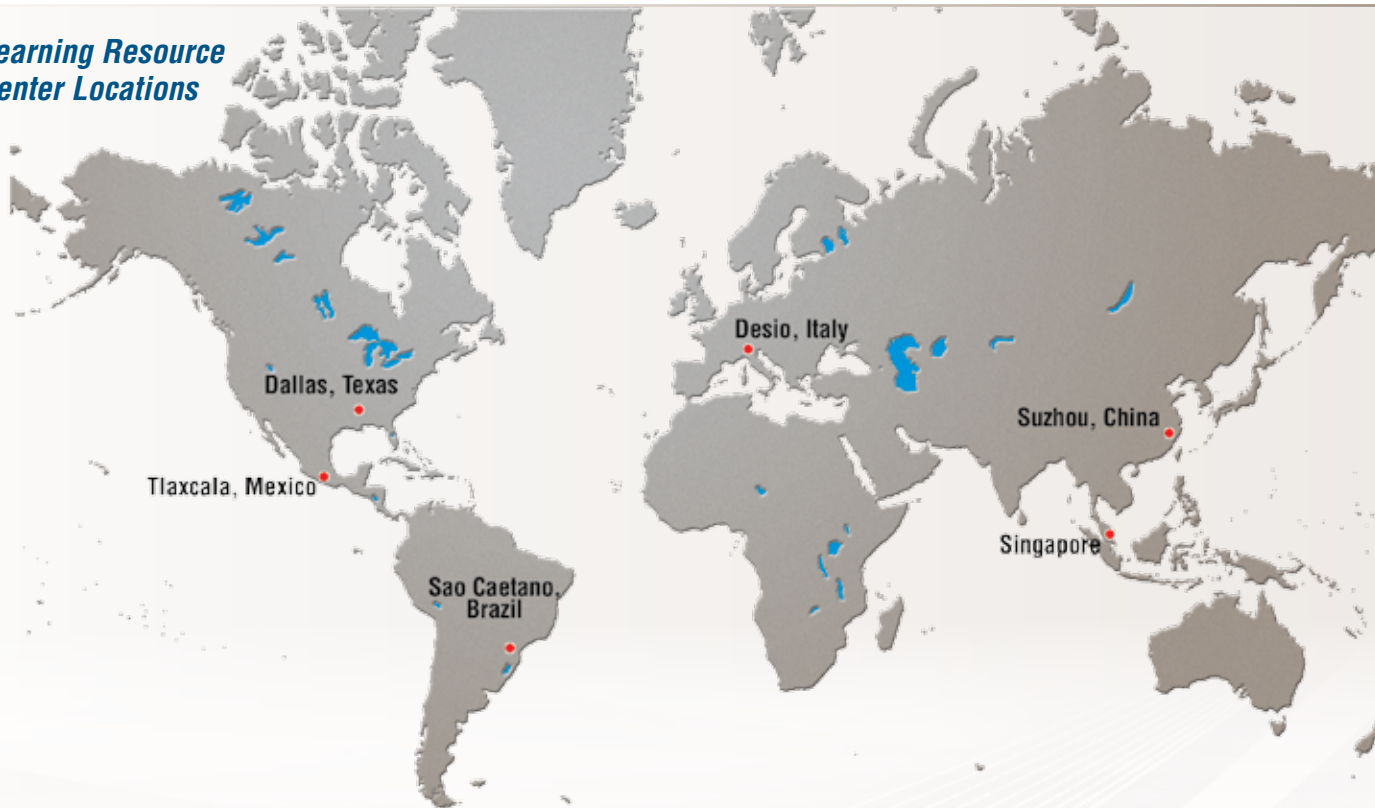 earning Resource
enter Locations
Desio, Italy
Dallas, Texas
Suzhou, China
Tlaxcala, Mexico
Singapore
Sao Caetano,
Brazil